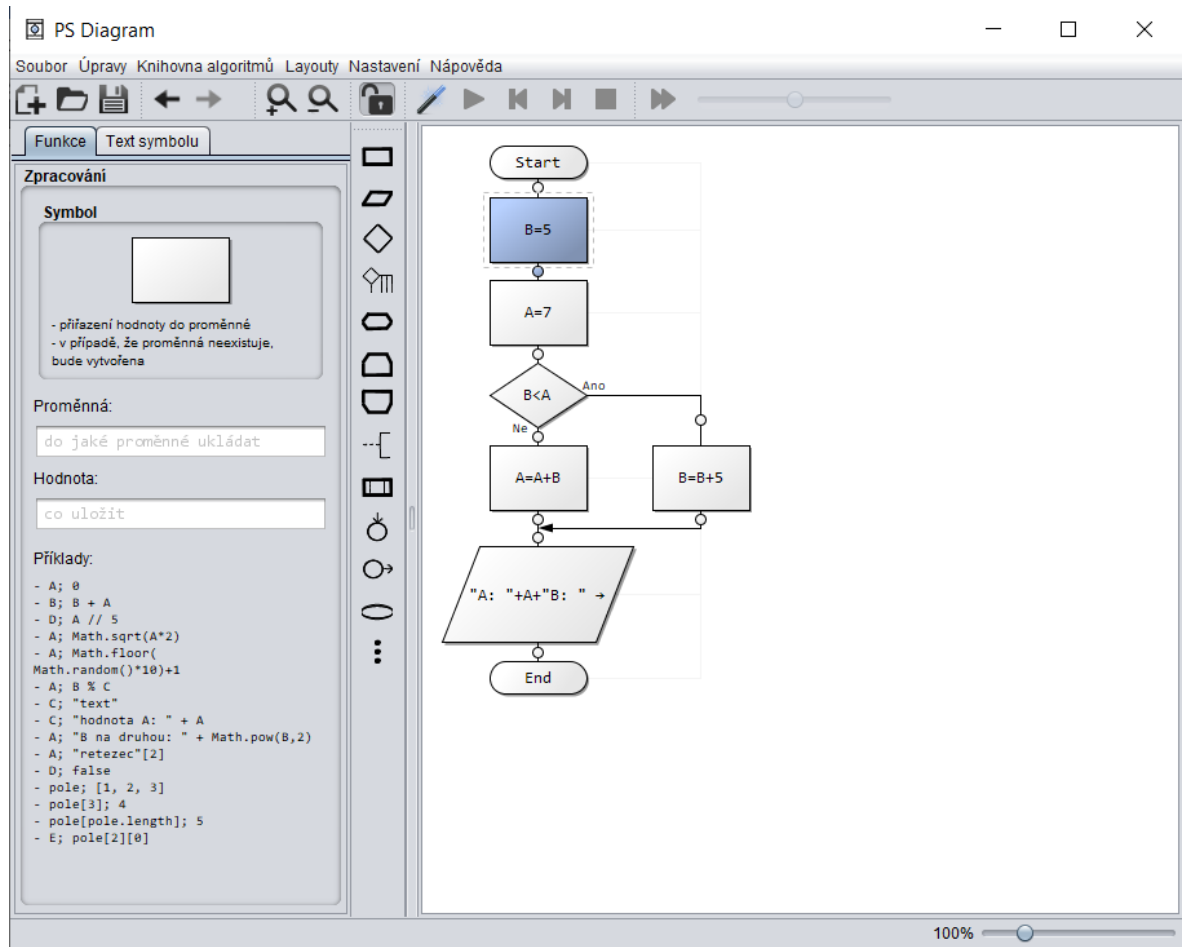 PS Diagram
Soubor Úpravy Knihovna algoritmů Layouty Nastavení Nápověda
Funkce Text symbolu
Zpracování
Symbol
- přiřazení hodnoty do proměnné
- v případě, že proměnná neexistuje,
bude vytvořena
Proměnná:
do jaké proměnné ukládat
Hodnota:
co uložit
Příklady:
- A; 0
- B; B + A
- D; A // 5
- A; Math.sqrt(A*2)
- A; Math.floor(
Math.random()*10)+1
- A; B % C
- C; "text"
- C; "hodnota A: " + A
- A; "B na druhou: " + Math.pow(B,2)
- A; "retezec"[2]
- D; false
- pole; [1, 2, 3]
- pole[3]; 4
- pole[pole.length]; 5
- E; pole[2][0]
Start
B=5
A=7
B<A
Ano
Ne
A=A+B
B=B+5
"A: "+A+"B: " →
End
100%